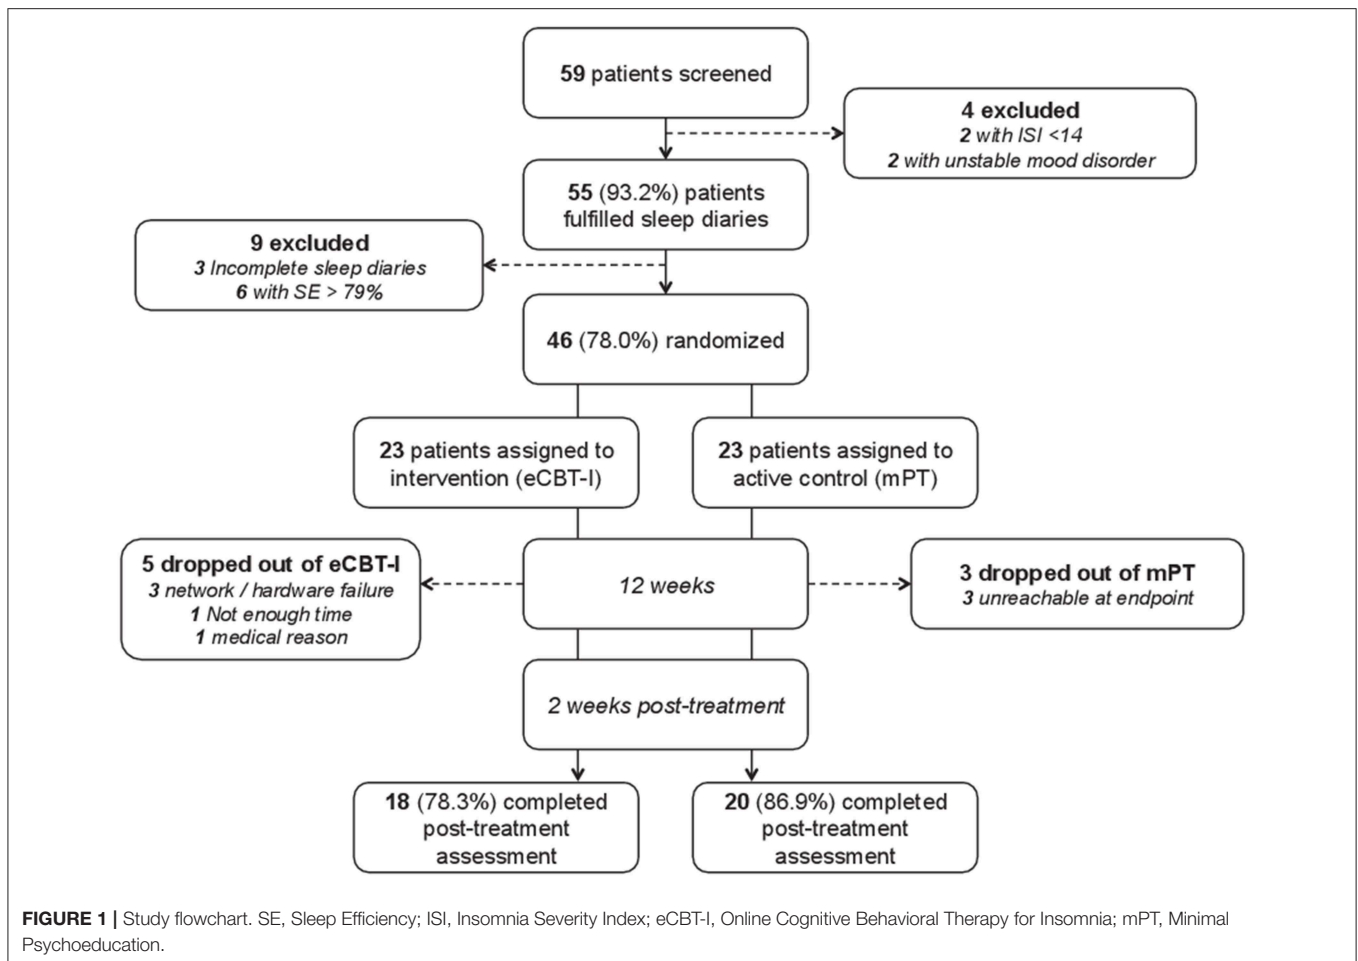 59 patients screened
4 excluded
2 with ISI <14
2 with unstable mood disorder
55 (93.2%) patients
fulfilled sleep diaries
9 excluded
3 Incomplete sleep diaries
6 with SE > 79%
46 (78.0%) randomized
23 patients assigned to
intervention (eCBT-I)
23 patients assigned to
active control (mPT)
5 dropped out of eCBT-I
3 network / hardware failure
1 Not enough time
1 medical reason
12 weeks
3 dropped out of mPT
3 unreachable at endpoint
2 weeks post-treatment
18 (78.3%) completed
post-treatment
assessment
20 (86.9%) completed
post-treatment
assessment
FIGURE 1 | Study flowchart. SE, Sleep Efficiency; ISI, Insomnia Severity Index; eCBT-I, Online Cognitive Behavioral Therapy for Insomnia; mPT, Minimal
Psychoeducation.